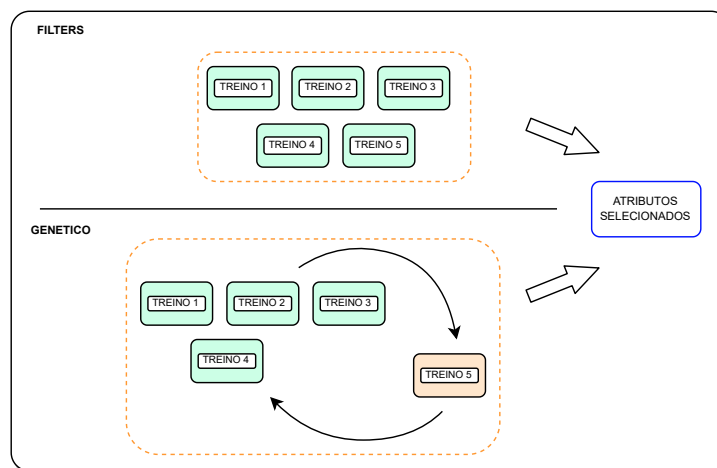 FILTERS
TREINO 1
TREINO 2
TREINO 3
TREINO 4
TREINO 5
ATRIBUTOS
SELECIONADOS
GENETICO
TREINO 1
TREINO 2
TREINO 3
TREINO 4
TREINO 5